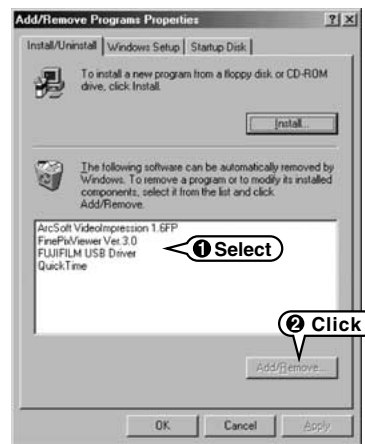 Add/Remove Programs Properties
Install/Uninstall Windows Setup Startup Disk
To install a new program from a floppy disk or CD-ROM
drive, click Install.
Install...
The following software can be automatically removed by
Windows. To remove a program or to modify its installed
components, select it from the list and click
Add/Remove.
ArcSoft VideoImpression 1.6FP
FinePixViewer Ver.3.0
FUJIFILM USB Driver
QuickTime
❶ Select
❷ Click
Add/Remove...
OK Cancel Apply